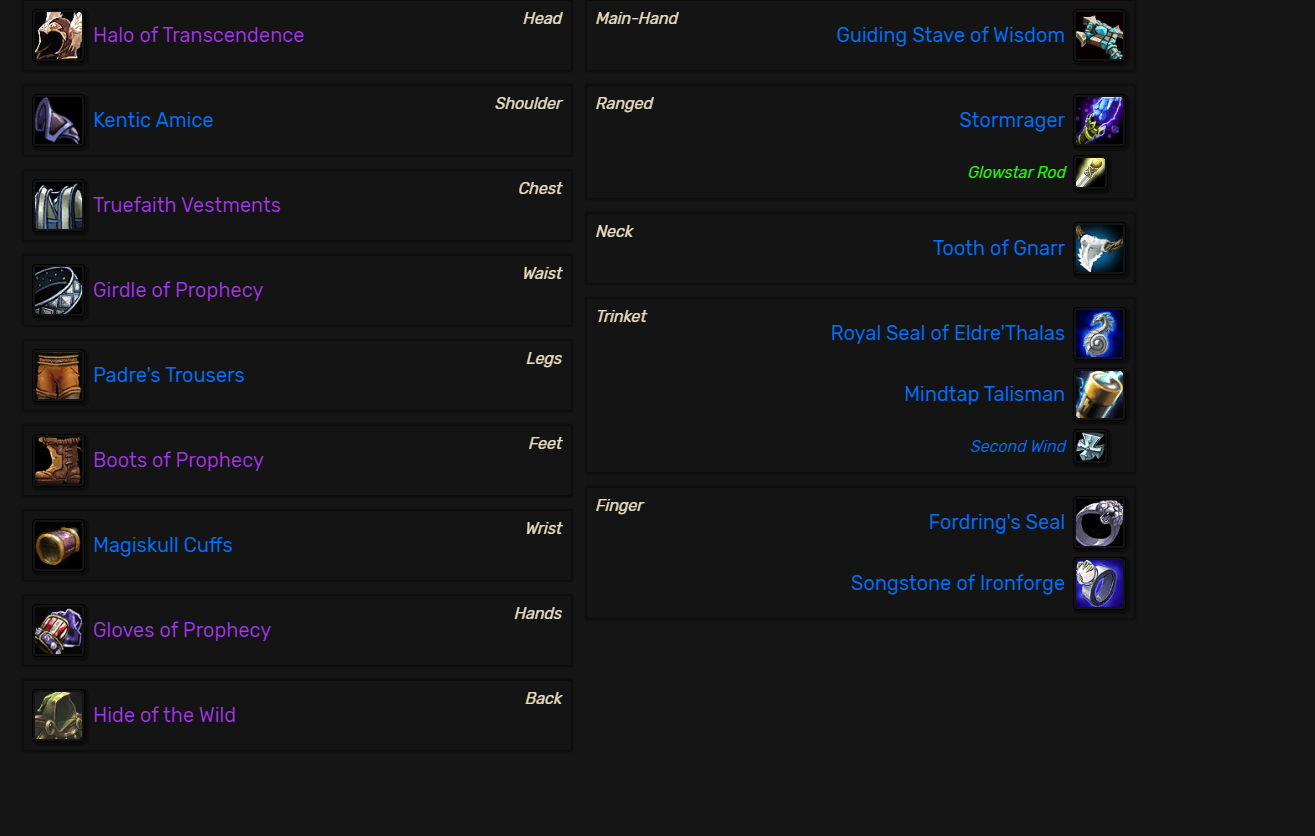 Head
Halo of Transcendence
Shoulder
Kentic Amice
Chest
Truefaith Vestments
Waist
Girdle of Prophecy
Legs
Padre's Trousers
Feet
Boots of Prophecy
Wrist
Magiskull Cuffs
Hands
Gloves of Prophecy
Back
Hide of the Wild
Main-Hand
Guiding Stave of Wisdom
Ranged
Stormrager
Glowstar Rod
Neck
Tooth of Gnarr
Trinket
Royal Seal of Eldre'Thalas
Mindtap Talisman
Second Wind
Finger
Fordring's Seal
Songstone of Ironforge